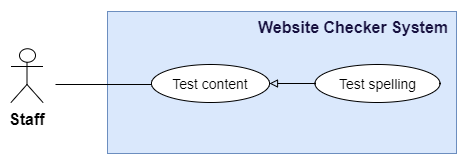 Website Checker System
Test content
Test spelling
Staff